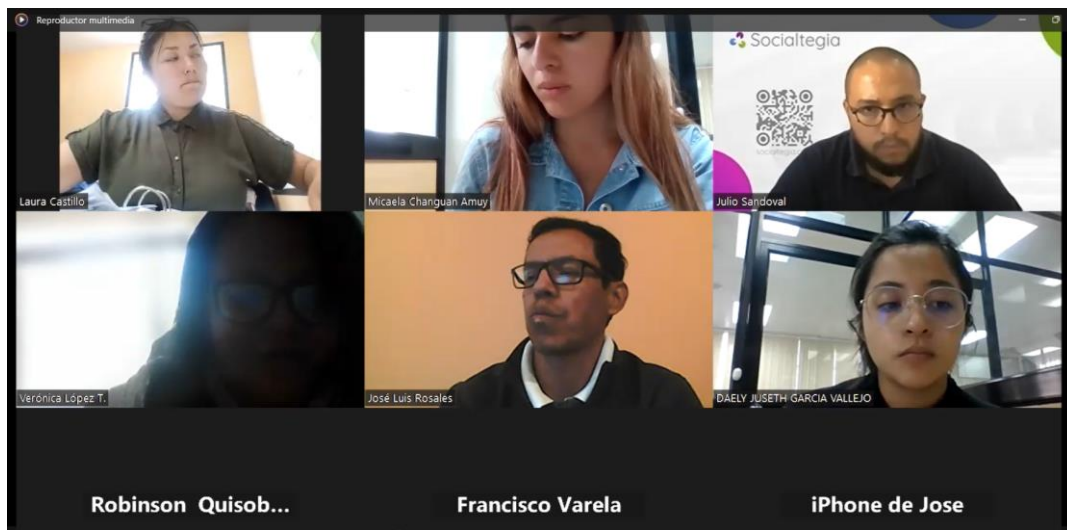 Reproductor multimedia
Socialtegia
Laura Castillo
Micaela Changuan Amuy
Julio Sandoval
Verónica López T.
José Luis Rosales
DAELY JUSETH GARCIA VALLEJO
Robinson Quisob...
Francisco Varela
iPhone de Jose